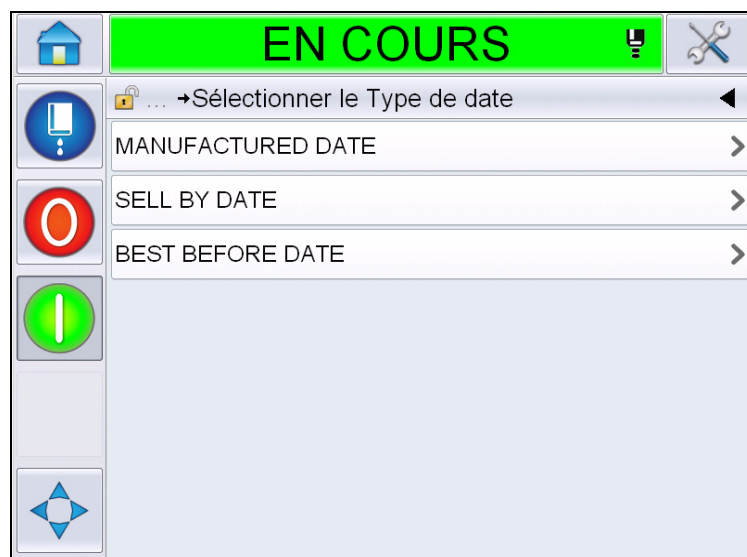 EN COURS
... →Sélectionner le Type de date
MANUFACTURED DATE
SELL BY DATE
BEST BEFORE DATE